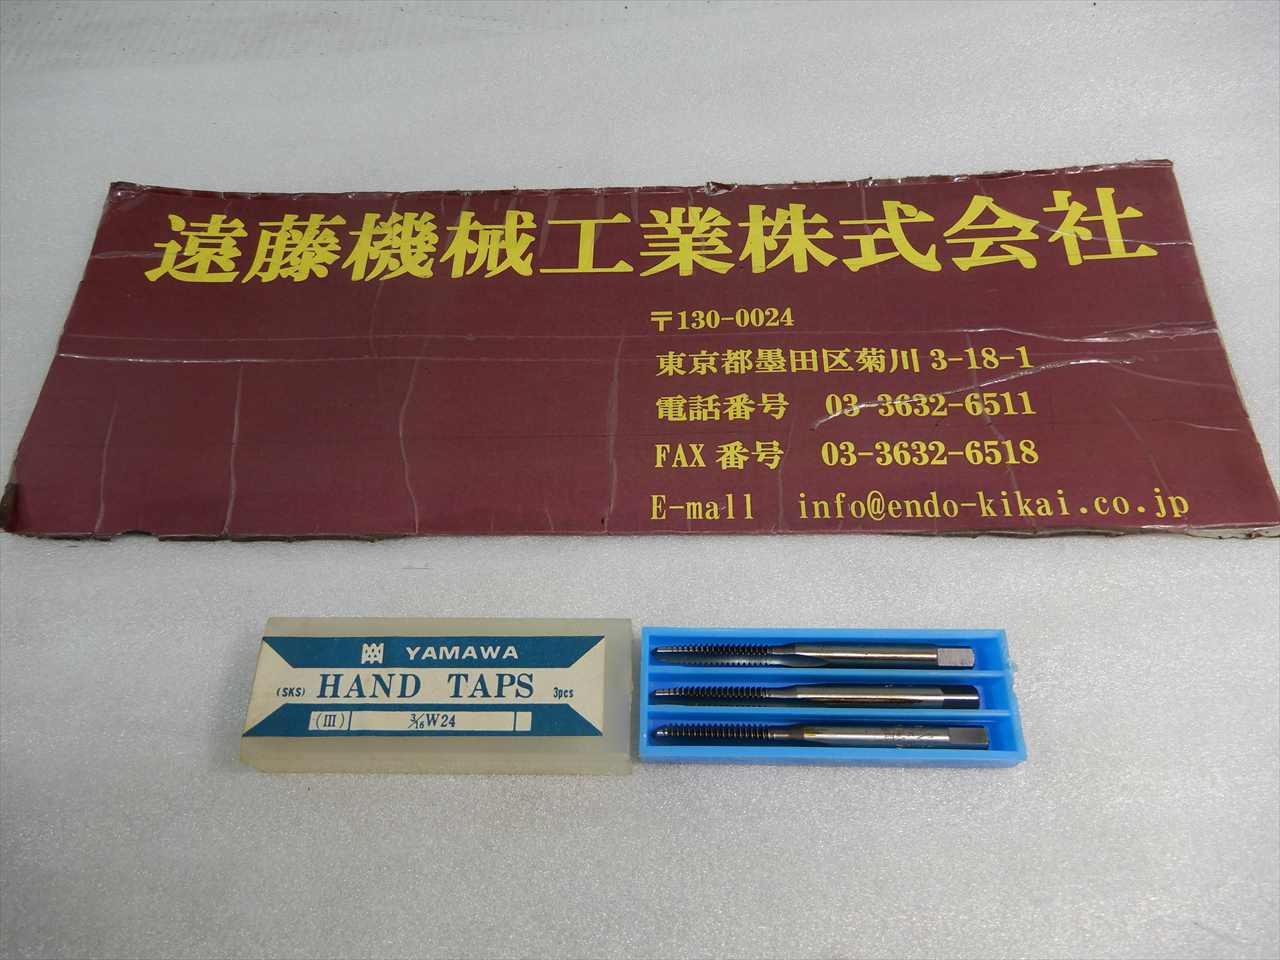 遠藤機械工業株式会社
〒130-0024
東京都墨田区菊川 3-18-1
電話番号 03-3632-6511
FAX 番号 03-3632-6518
E-mall info@endo-kikai.co.jp
YAMAWA
(SKS) HAND TAPS 3pcs
(III) 3/16 W24